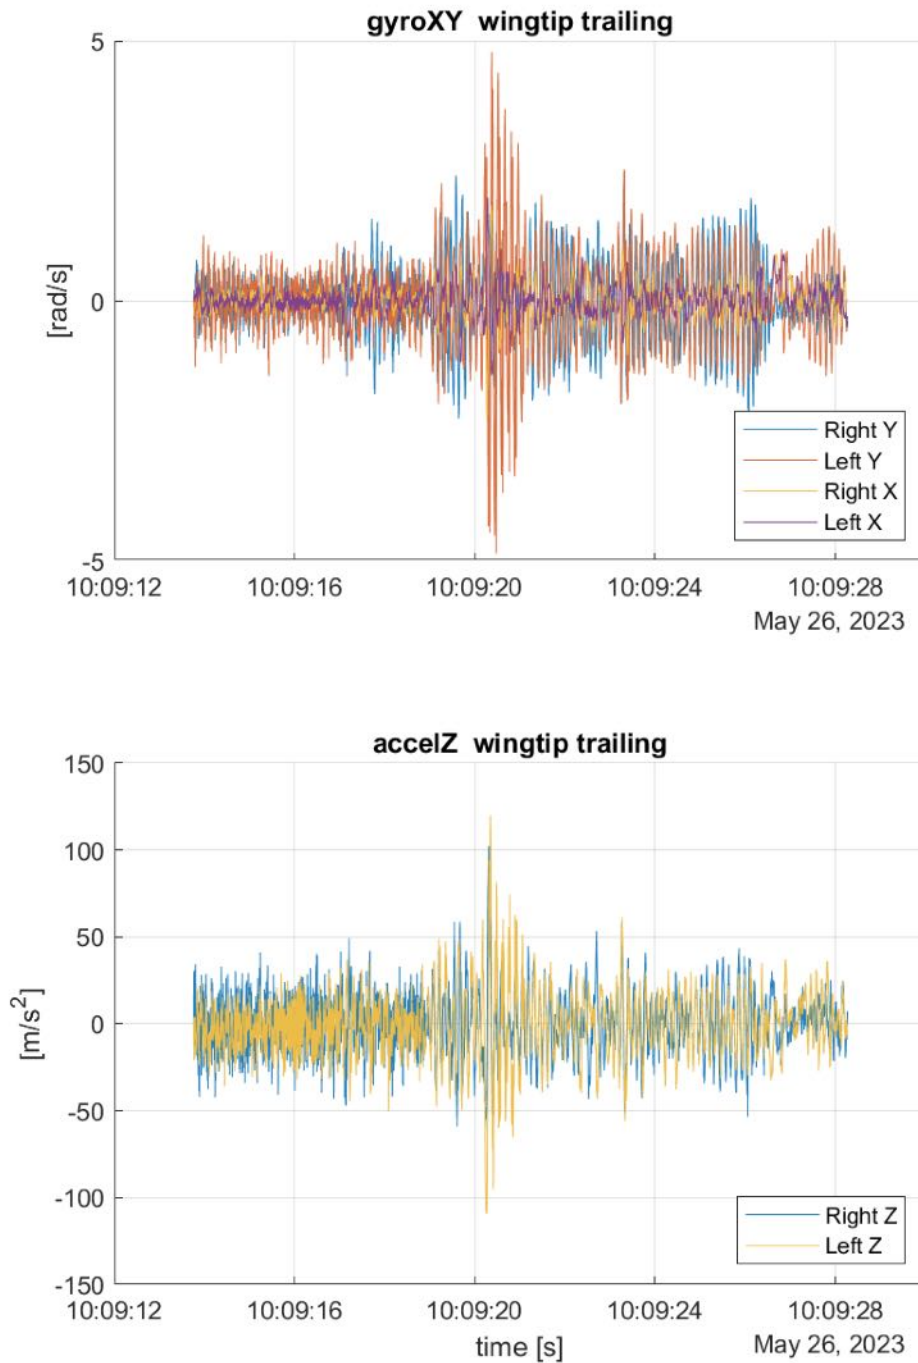 gyroXY wingtip trailing
5
0
-5
[rad/s]
Right Y
Left Y
Right X
Left X
10:09:12 10:09:16 10:09:20 10:09:24 10:09:28
May 26, 2023
accelZ wingtip trailing
150
100
50
0
-50
-100
-150
[m/s²]
Right Z
Left Z
10:09:12 10:09:16 10:09:20 10:09:24 10:09:28
time [s]
May 26, 2023